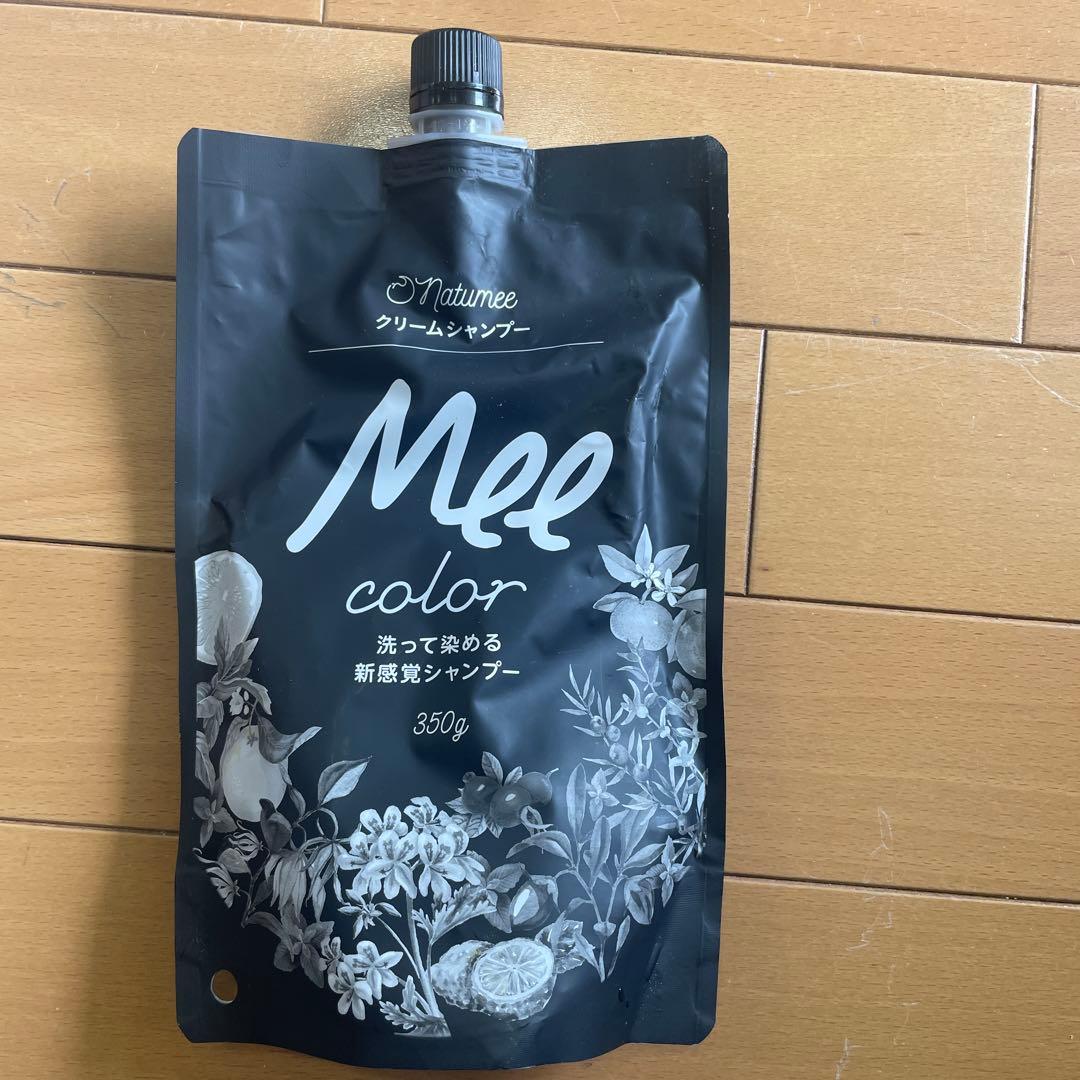 Natumee
クリームシャンプー
Mee
color
洗って染める
新感覚シャンプー
350g